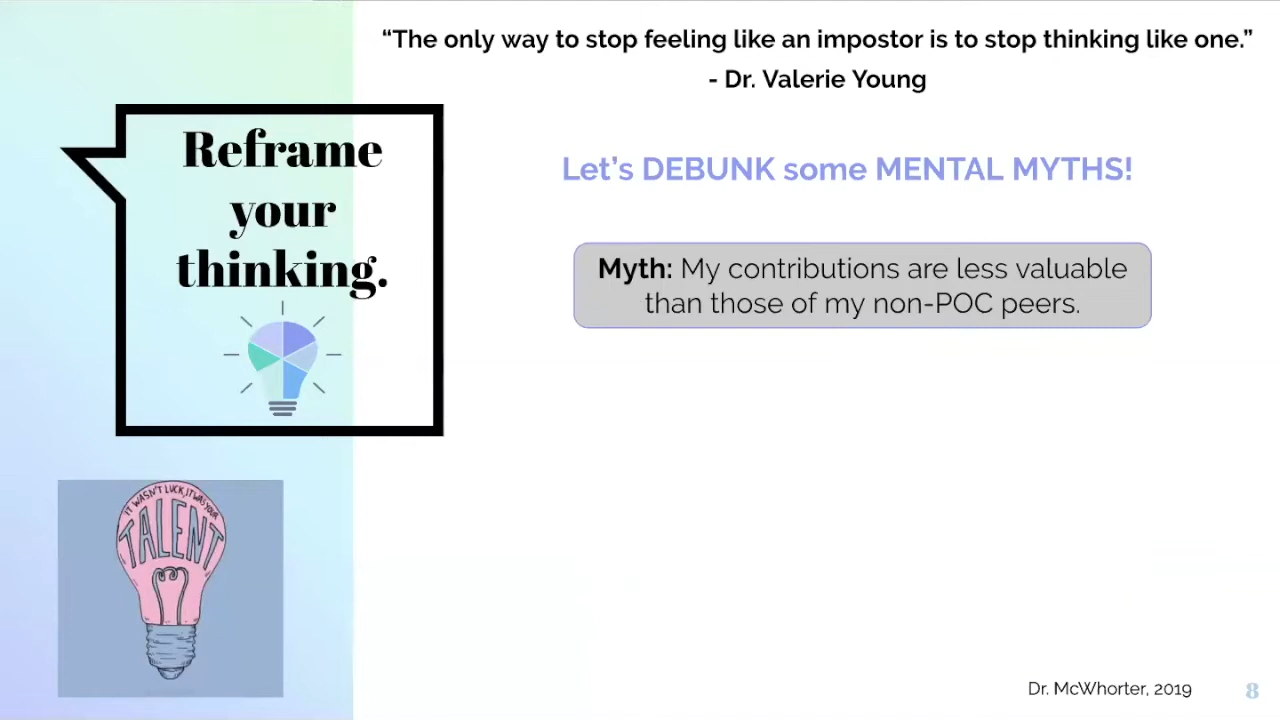 “The only way to stop feeling like an impostor is to stop thinking like one.”
- Dr. Valerie Young
Reframe
your
thinking.
Let’s DEBUNK some MENTAL MYTHS!
Myth: My contributions are less valuable
than those of my non-POC peers.
IT WASN'T LUCK, IT WAS YOUR
TALENT
Dr. McWhorter, 2019
8